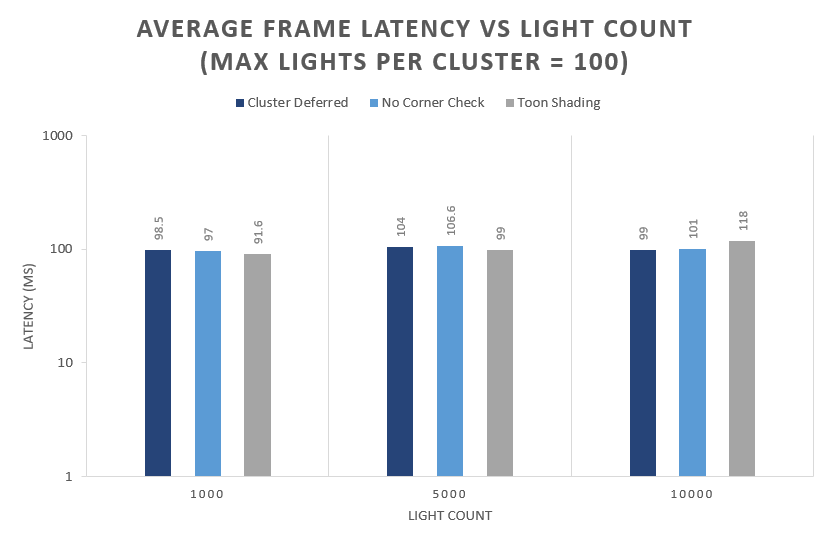 AVERAGE FRAME LATENCY VS LIGHT COUNT
(MAX LIGHTS PER CLUSTER = 100)
Cluster Deferred No Corner Check Toon Shading
1000
100
10
1
LATENCY (MS)
98.5
97
91.6
104
106.6
99
99
101
118
1000 5000 10000
LIGHT COUNT